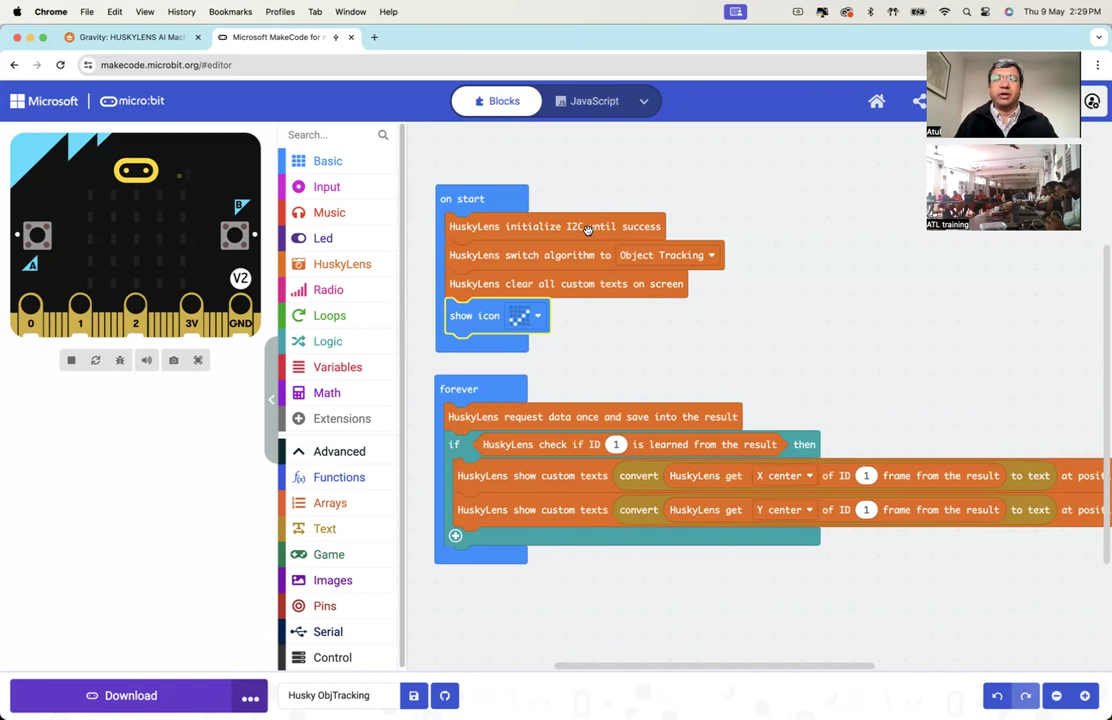 Chrome File Edit View History Bookmarks Profiles Tab Window Help Thu 9 May 2:29 PM
Gravity: HUSKYLENS AI Mac
Microsoft MakeCode for m
makecode.microbit.org/#editor
Microsoft
micro:bit
Blocks
JavaScript
Atul
ATL training
A
B
V2
0 1 2 3V GND
Search...
Basic
Input
Music
Led
HuskyLens
Radio
Loops
Logic
Variables
Math
Extensions
Advanced
Functions
Arrays
Text
Game
Images
Pins
Serial
Control
on start
HuskyLens initialize I2C until success
HuskyLens switch algorithm to Object Tracking
HuskyLens clear all custom texts on screen
show icon
forever
HuskyLens request data once and save into the result
if HuskyLens check if ID 1 is learned from the result then
HuskyLens show custom texts convert HuskyLens get X center of ID 1 frame from the result to text at posit
HuskyLens show custom texts convert HuskyLens get Y center of ID 1 frame from the result to text at posit
Download
Husky ObjTracking